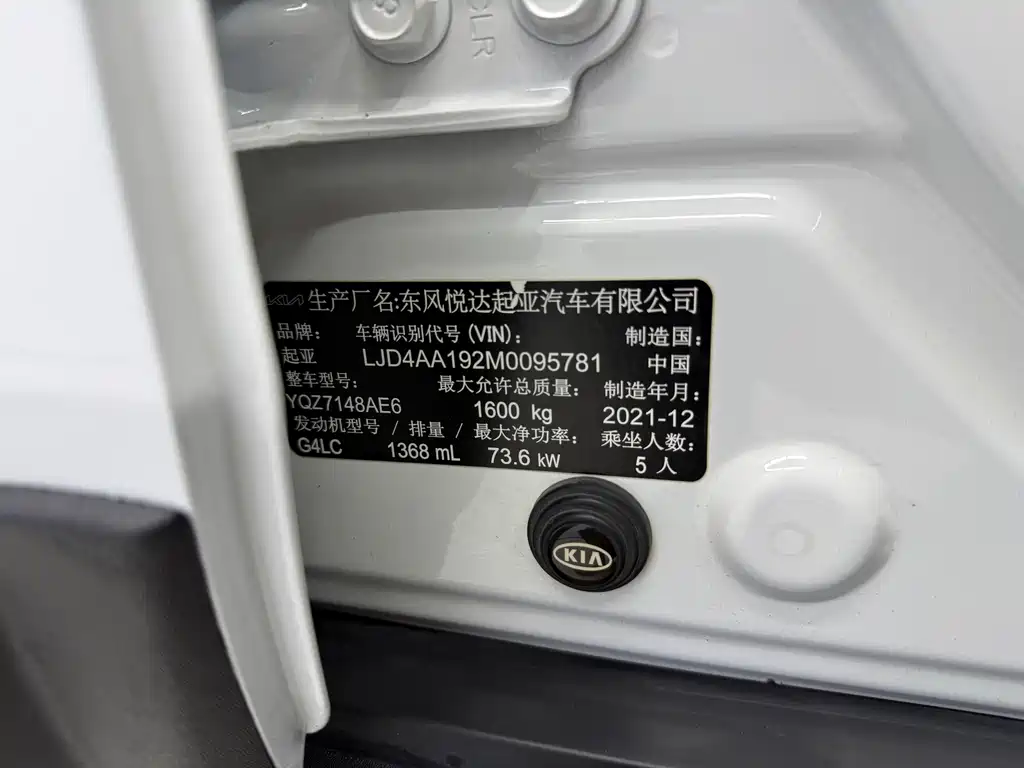 CLR
KIA 生产厂名:东风悦达起亚汽车有限公司
品牌: 车辆识别代号(VIN): 制造国:
起亚 LJD4AA192M0095781 中国
整车型号: 最大允许总质量: 制造年月:
YQZ7148AE6 1600 kg 2021-12
发动机型号 / 排量 / 最大净功率: 乘坐人数:
G4LC 1368 mL 73.6 kW 5 人
KIA